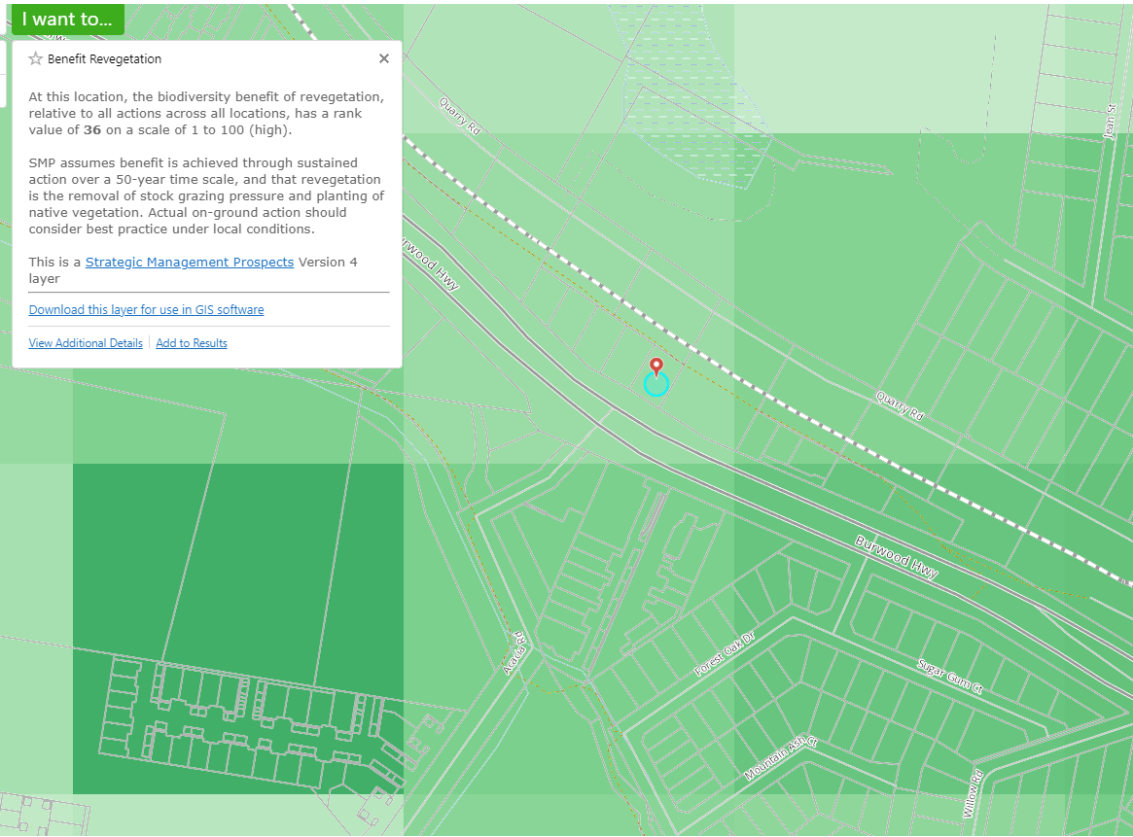 I want to...
☆ Benefit Revegetation ×
At this location, the biodiversity benefit of revegetation,
relative to all actions across all locations, has a rank
value of 36 on a scale of 1 to 100 (high).
SMP assumes benefit is achieved through sustained
action over a 50-year time scale, and that revegetation
is the removal of stock grazing pressure and planting of
native vegetation. Actual on-ground action should
consider best practice under local conditions.
This is a Strategic Management Prospects Version 4
layer
Download this layer for use in GIS software
View Additional Details
Add to Results
Quarry Rd
Jean St
urwood Hwy
Quarry Rd
Burwood Hwy
Acacia Rd
Forest Oak Dr
Sugar Gum Ct
Mountain Ash Ct
Willow Rd